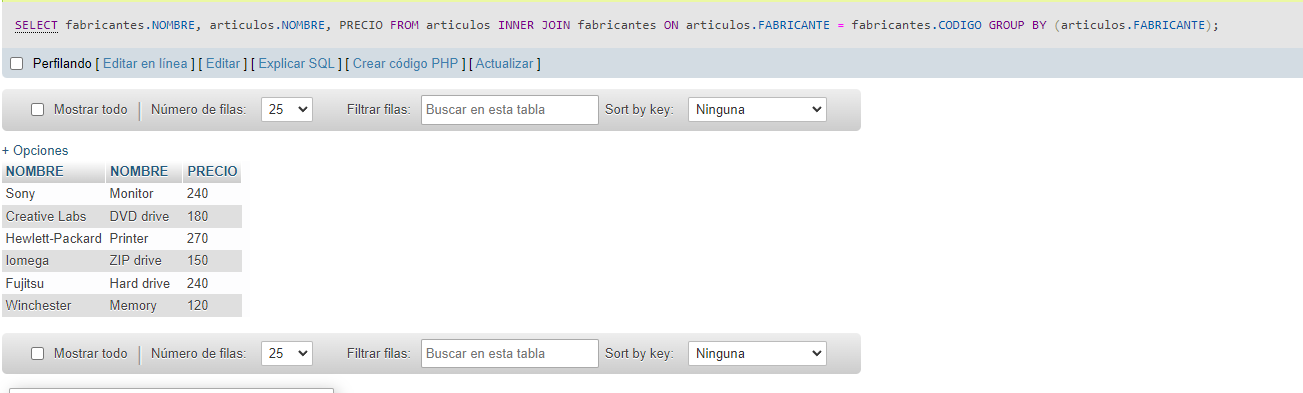 SELECT fabricantes.NOMBRE, articulos.NOMBRE, PRECIO FROM articulos INNER JOIN fabricantes ON articulos.FABRICANTE = fabricantes.CODIGO GROUP BY (articulos.FABRICANTE);
Perfilando [ Editar en línea ] [ Editar ] [ Explicar SQL ] [ Crear código PHP ] [ Actualizar ]
Mostrar todo | Número de filas: 25 Filtrar filas: Buscar en esta tabla Sort by key: Ninguna
+ Opciones
NOMBRE NOMBRE PRECIO
Sony Monitor 240
Creative Labs DVD drive 180
Hewlett-Packard Printer 270
Iomega ZIP drive 150
Fujitsu Hard drive 240
Winchester Memory 120
Mostrar todo | Número de filas: 25 Filtrar filas: Buscar en esta tabla Sort by key: Ninguna